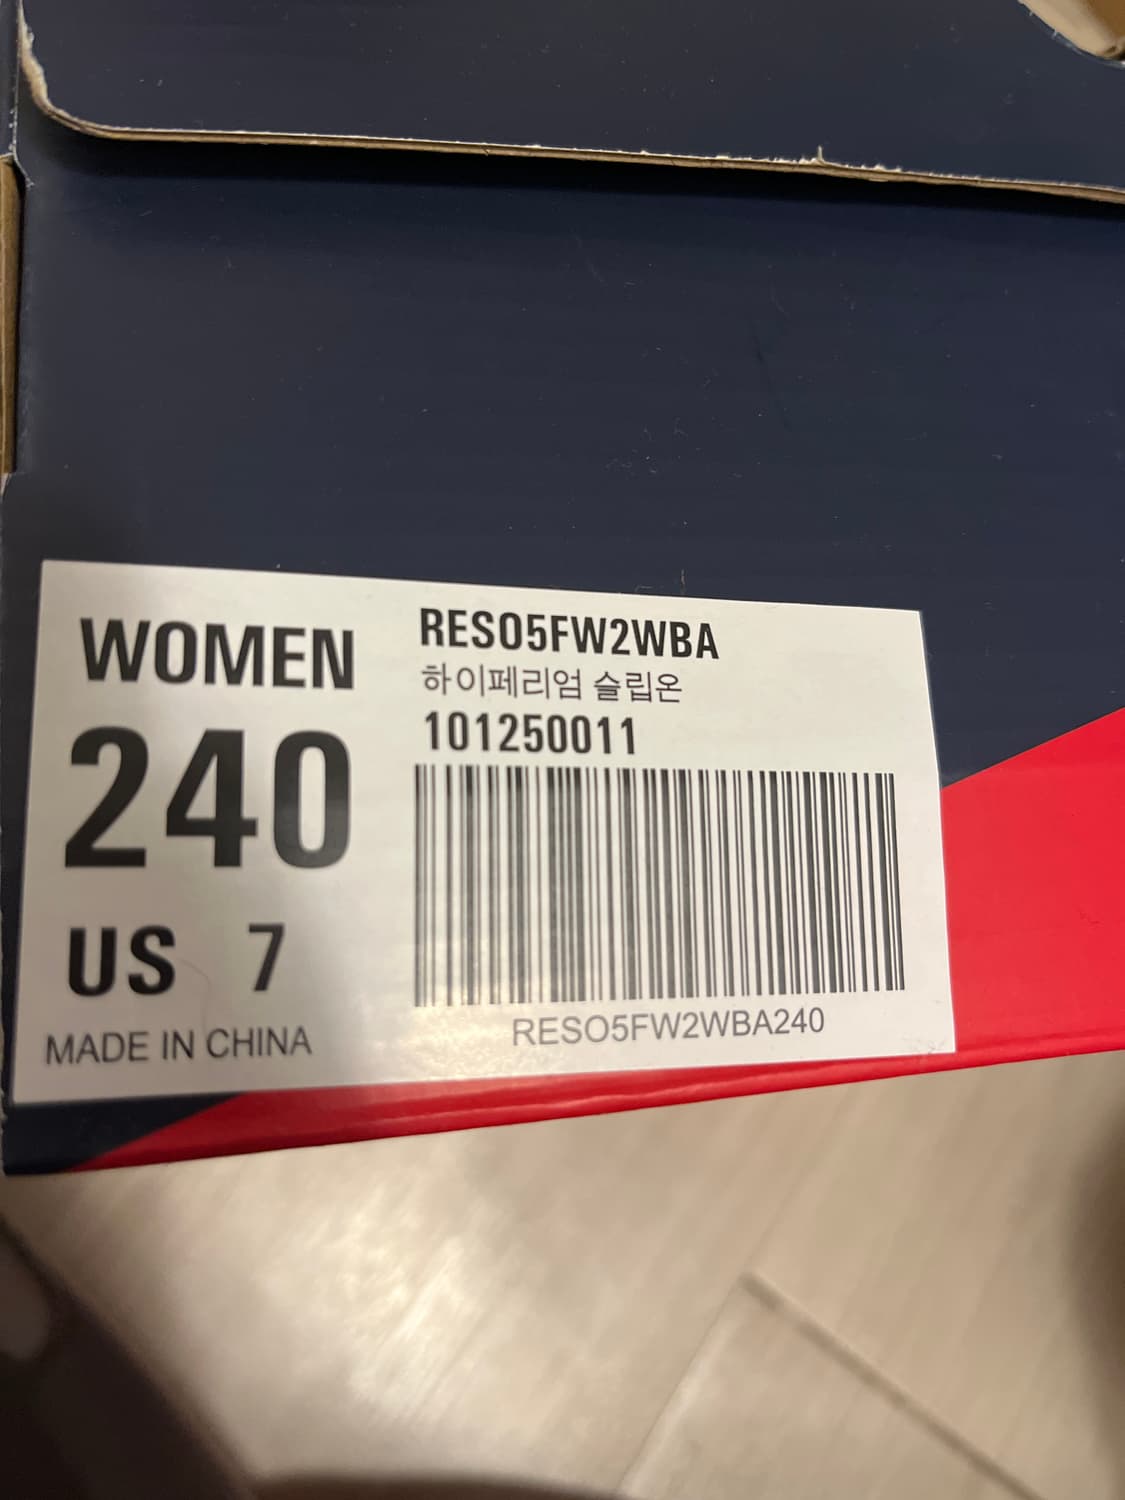 WOMEN
240
US 7
MADE IN CHINA
RESO5FW2WBA
하이페리엄 슬립온
101250011
RESO5FW2WBA240